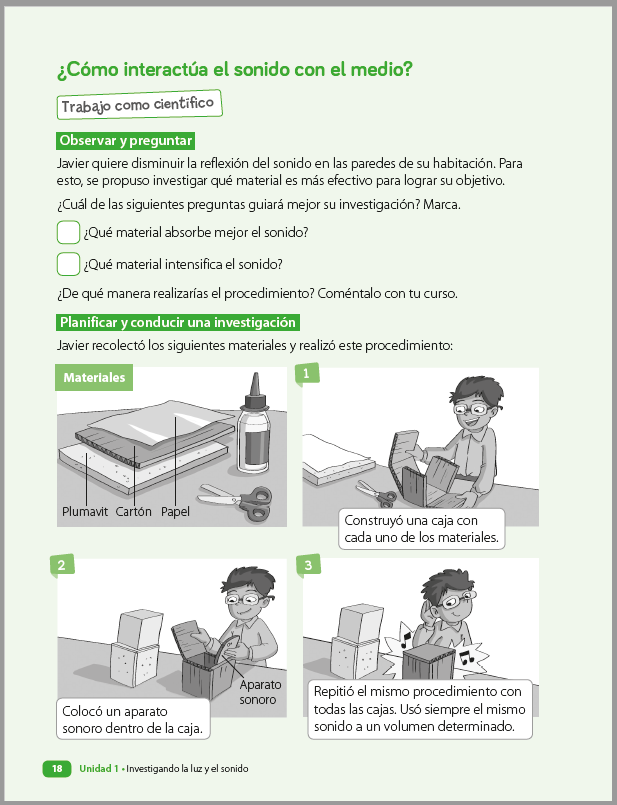 ¿Cómo interactúa el sonido con el medio?
Trabajo como científico
Observar y preguntar
Javier quiere disminuir la reflexión del sonido en las paredes de su habitación. Para
esto, se propuso investigar qué material es más efectivo para lograr su objetivo.
¿Cuál de las siguientes preguntas guiará mejor su investigación? Marca.
¿Qué material absorbe mejor el sonido?
¿Qué material intensifica el sonido?
¿De qué manera realizarías el procedimiento? Coméntalo con tu curso.
Planificar y conducir una investigación
Javier recolectó los siguientes materiales y realizó este procedimiento:
Materiales
Plumavit Cartón Papel
1
Construyó una caja con
cada uno de los materiales.
2
Aparato
sonoro
Colocó un aparato
sonoro dentro de la caja.
3
Repitió el mismo procedimiento con
todas las cajas. Usó siempre el mismo
sonido a un volumen determinado.
18 Unidad 1 • Investigando la luz y el sonido